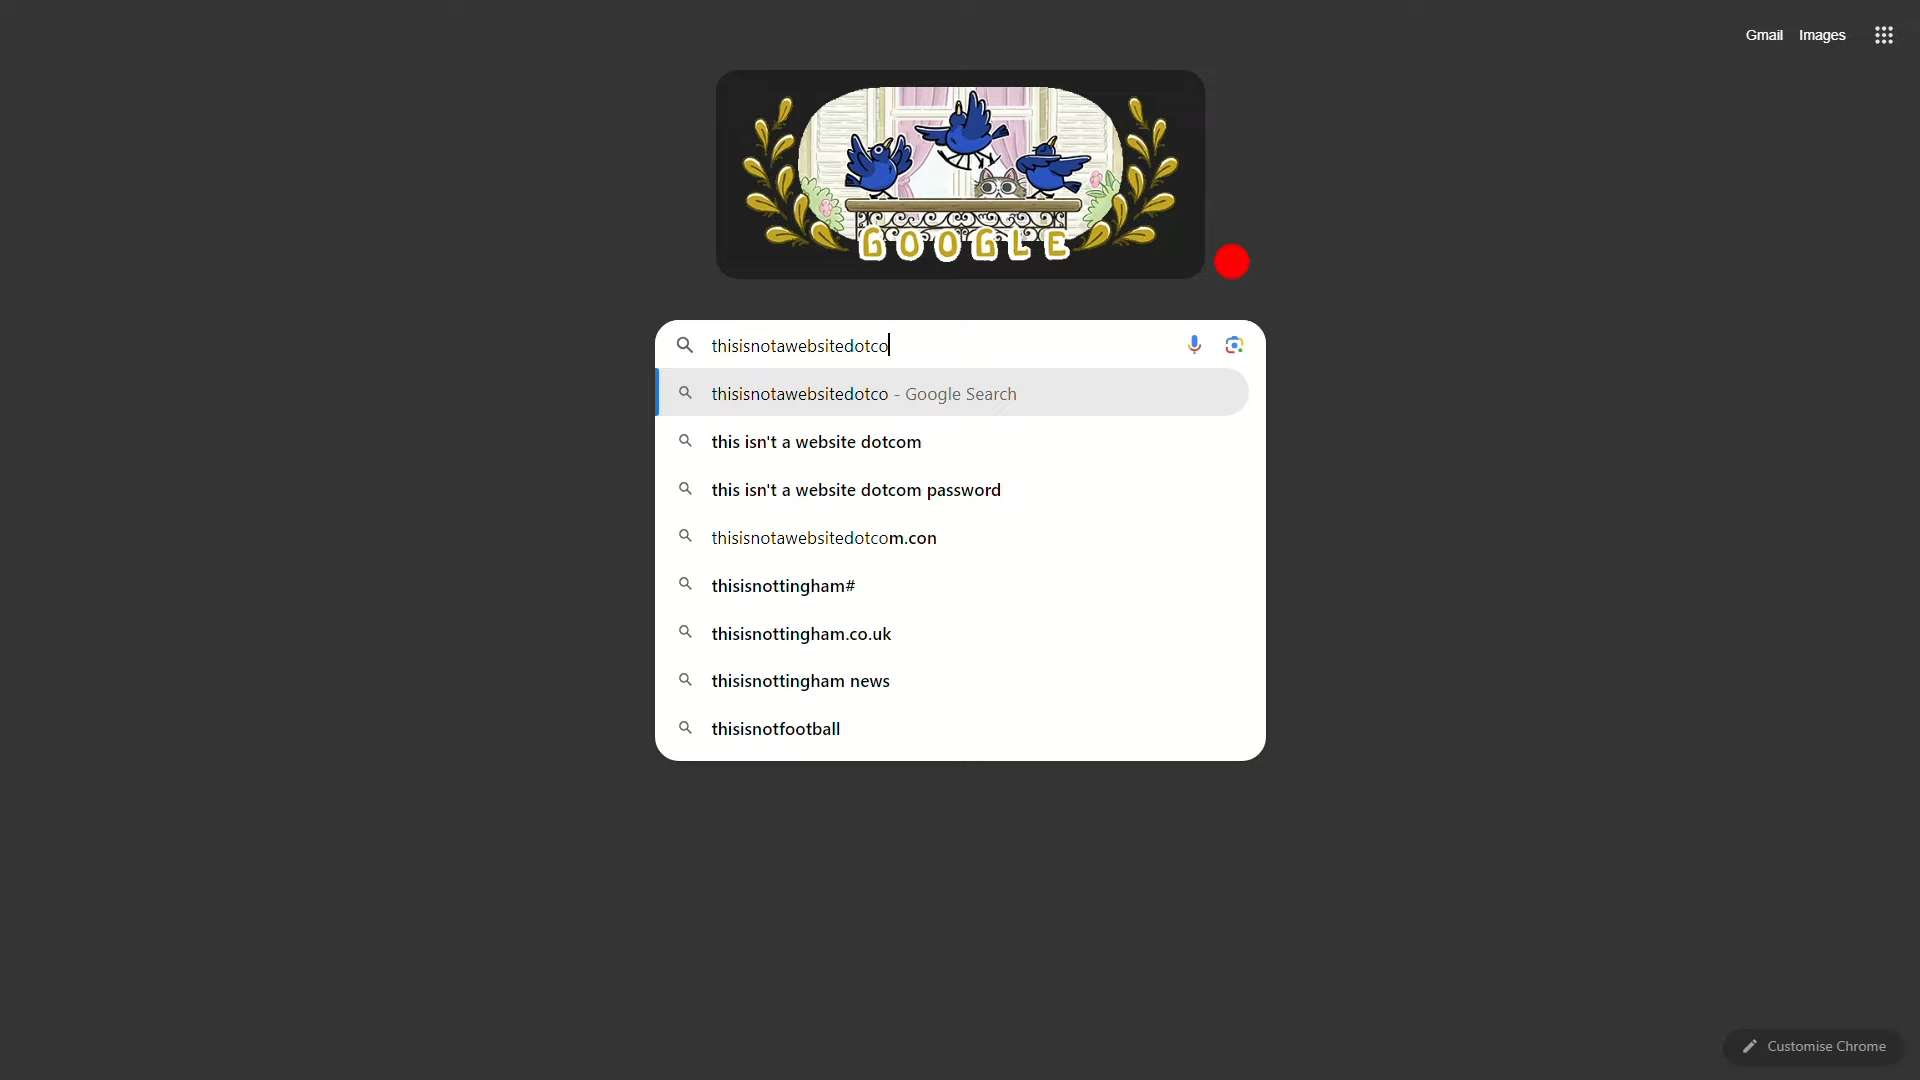 Gmail Images
GOOGLE
thisisnotawebsitedotco
thisisnotawebsitedotco - Google Search
this isn't a website dotcom
this isn't a website dotcom password
thisisnotawebsitedotcom.con
thisisnottingham#
thisisnottingham.co.uk
thisisnottingham news
thisisnotfootball
Customise Chrome